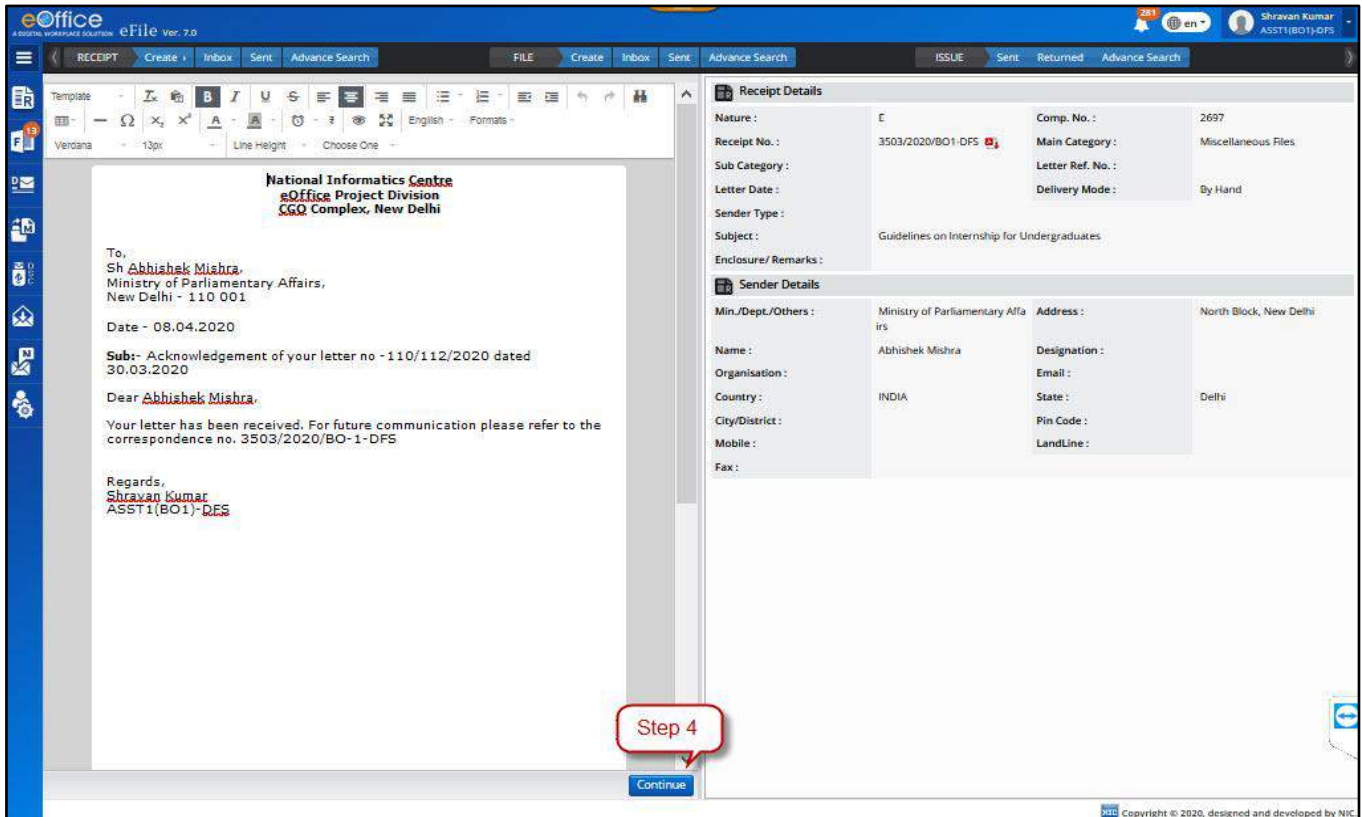 eOffice
A DIGITAL WORKPLACE SOLUTION
eFile Ver. 7.0
281
en
Shravan Kumar
ASST1(BO1)-DFS
RECEIPT Create Inbox Sent Advance Search FILE Create Inbox Sent Advance Search ISSUE Sent Returned Advance Search
13
Template
English Formats
Verdana 13px Line Height Choose One
National Informatics Centre
eOffice Project Division
CGO Complex, New Delhi
To,
Sh Abhishek Mishra,
Ministry of Parliamentary Affairs,
New Delhi - 110 001
Date - 08.04.2020
Sub:- Acknowledgement of your letter no -110/112/2020 dated
30.03.2020
Dear Abhishek Mishra,
Your letter has been received. For future communication please refer to the
correspondence no. 3503/2020/BO-1-DFS
Regards,
Shravan Kumar
ASST1(BO1)-DFS
Step 4
Continue
Receipt Details
Nature : E Comp. No. : 2697
Receipt No. : 3503/2020/BO1-DFS Main Category : Miscellaneous Files
Sub Category : Letter Ref. No. :
Letter Date : Delivery Mode : By Hand
Sender Type :
Subject : Guidelines on Internship for Undergraduates
Enclosure/ Remarks :
Sender Details
Min./Dept./Others : Ministry of Parliamentary Affa Address : North Block, New Delhi
irs
Name : Abhishek Mishra Designation :
Organisation : Email :
Country : INDIA State : Delhi
City/District : Pin Code :
Mobile : LandLine :
Fax :
NIC Copyright © 2020, designed and developed by NIC.